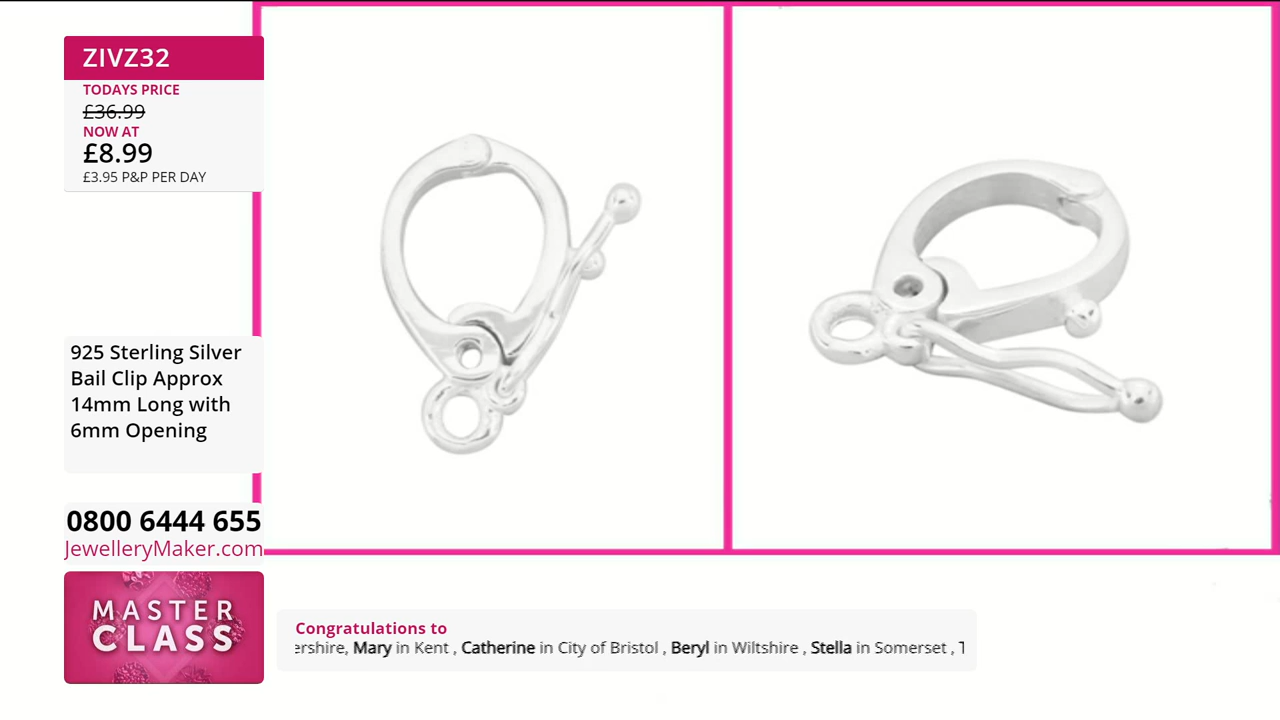 ZIVZ32
TODAYS PRICE
£36.99
NOW AT
£8.99
£3.95 P&P PER DAY
925 Sterling Silver
Bail Clip Approx
14mm Long with
6mm Opening
0800 6444 655
JewelleryMaker.com
MASTER
CLASS
Congratulations to
ershire, Mary in Kent , Catherine in City of Bristol , Beryl in Wiltshire , Stella in Somerset , T